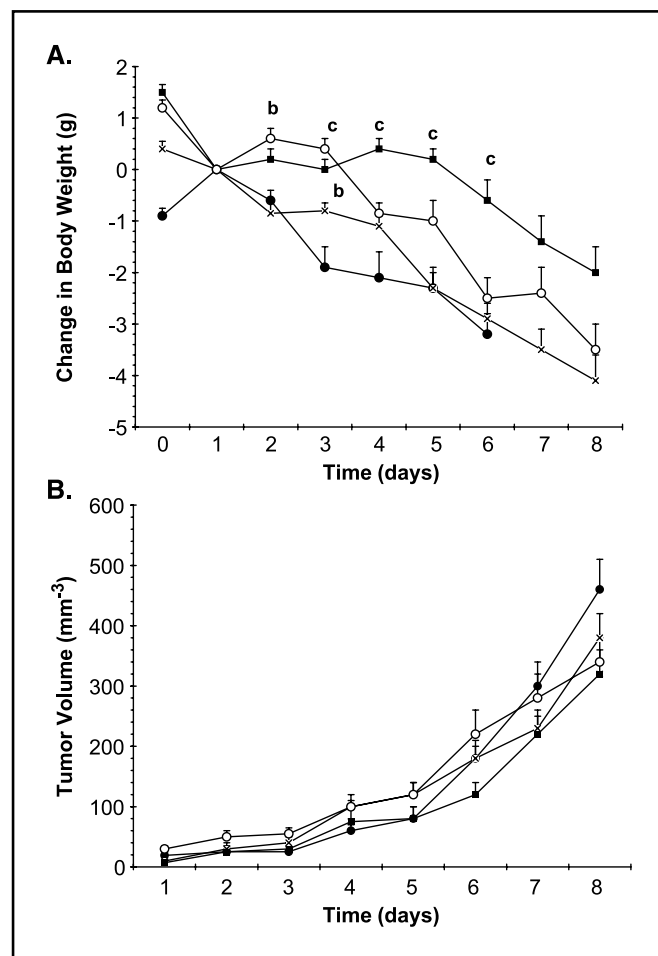 A.
2
1
0
-1
-2
-3
-4
-5
Change in Body Weight (g)
b
c
c
c
c
b
0 1 2 3 4 5 6 7 8
Time (days)
B.
600
500
400
300
200
100
0
Tumor Volume (mm-3)
1 2 3 4 5 6 7 8
Time (days)